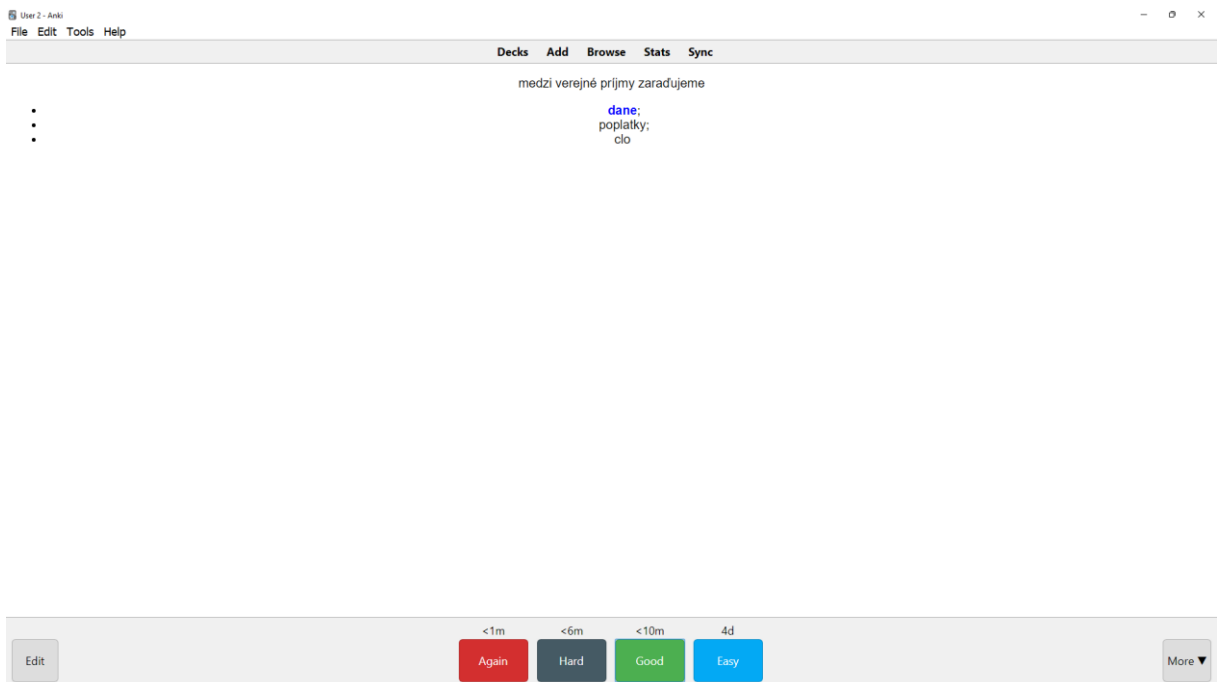 User 2 - Anki
File Edit Tools Help
Decks Add Browse Stats Sync
medzi verejné príjmy zaraďujeme
• dane;
• poplatky;
• clo
<1m <6m <10m 4d
Edit Again Hard Good Easy More ▼